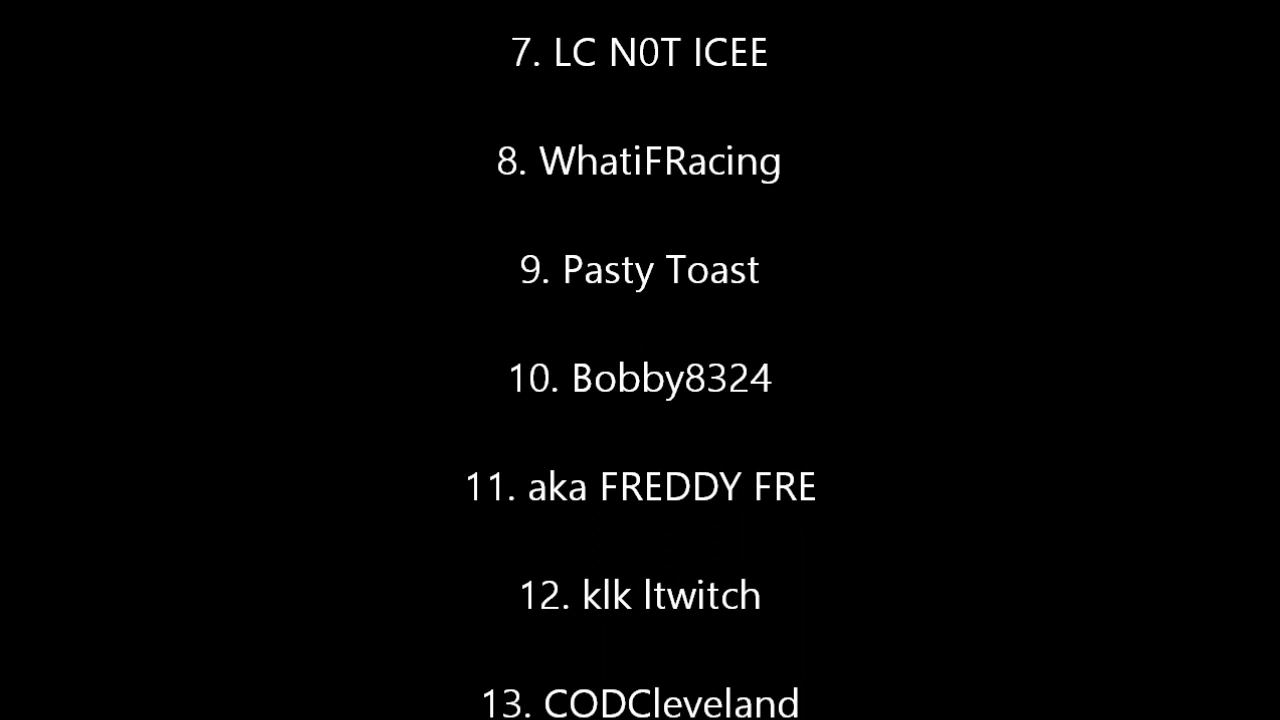 7. LC N0T ICEE
8. WhatiFRacing
9. Pasty Toast
10. Bobby8324
11. aka FREDDY FRE
12. klk ltwitch
13. CODCleveland